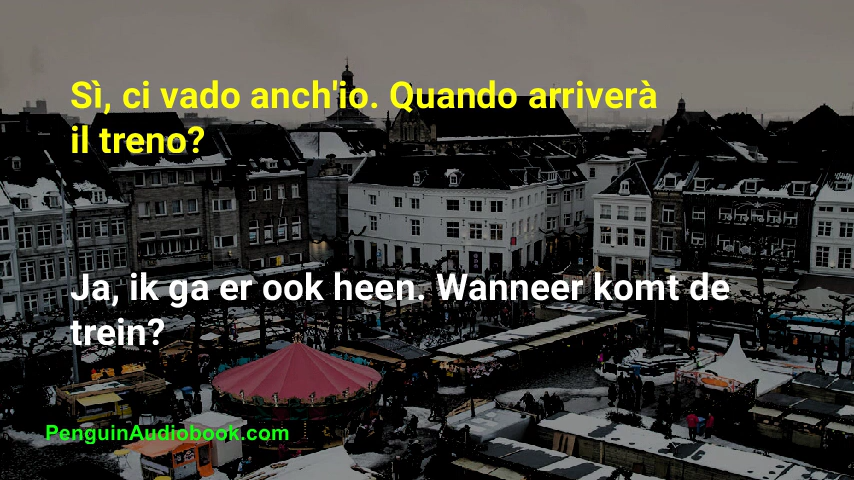 Sì, ci vado anch'io. Quando arriverà
il treno?
Ja, ik ga er ook heen. Wanneer komt de
trein?
PenguinAudiobook.com